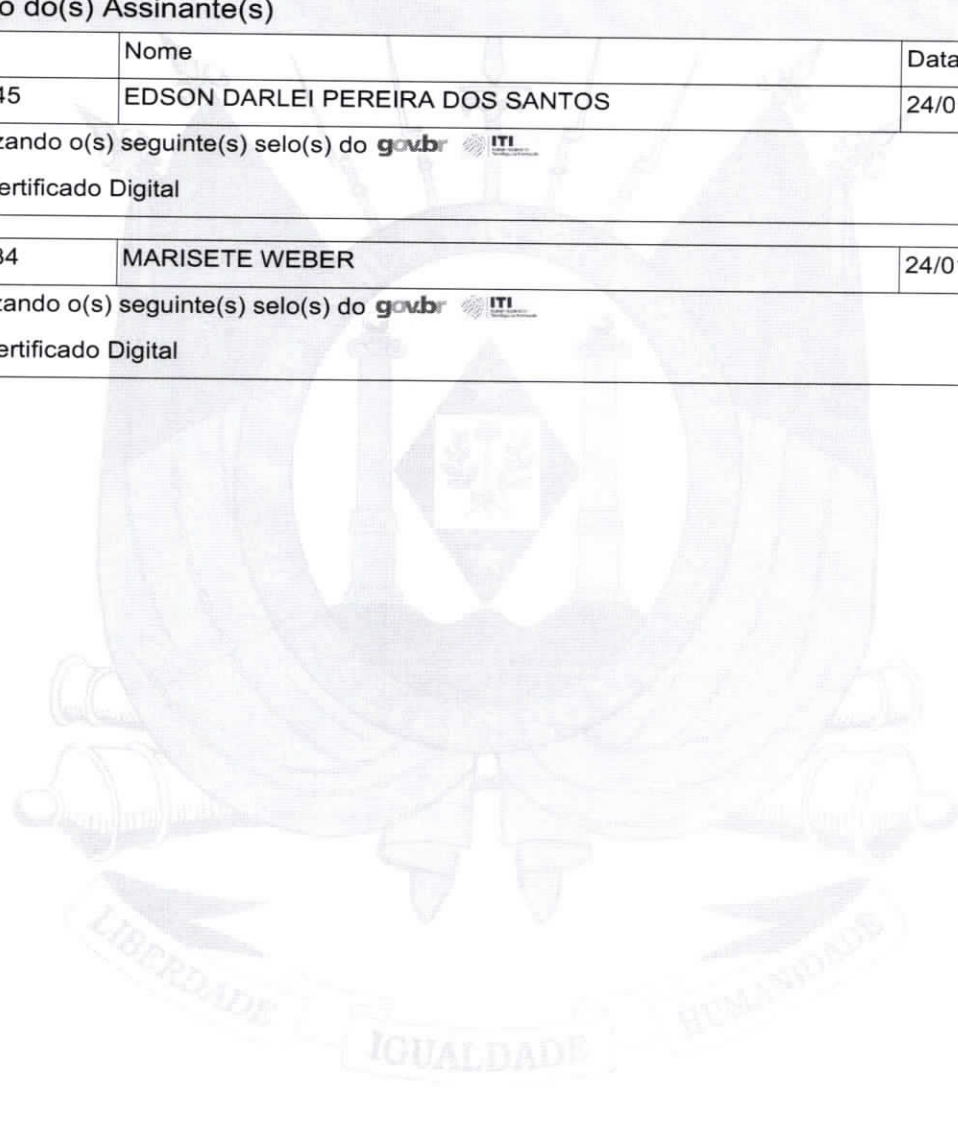 o do(s) Assinante(s)
Nome Data
45 EDSON DARLEI PEREIRA DOS SANTOS 24/0
zando o(s) seguinte(s) selo(s) do gov.br ITI
ertificado Digital
34 MARISETE WEBER 24/0
zando o(s) seguinte(s) selo(s) do gov.br ITI
ertificado Digital
LIBERDADE IGUALDADE HUMANIDADE